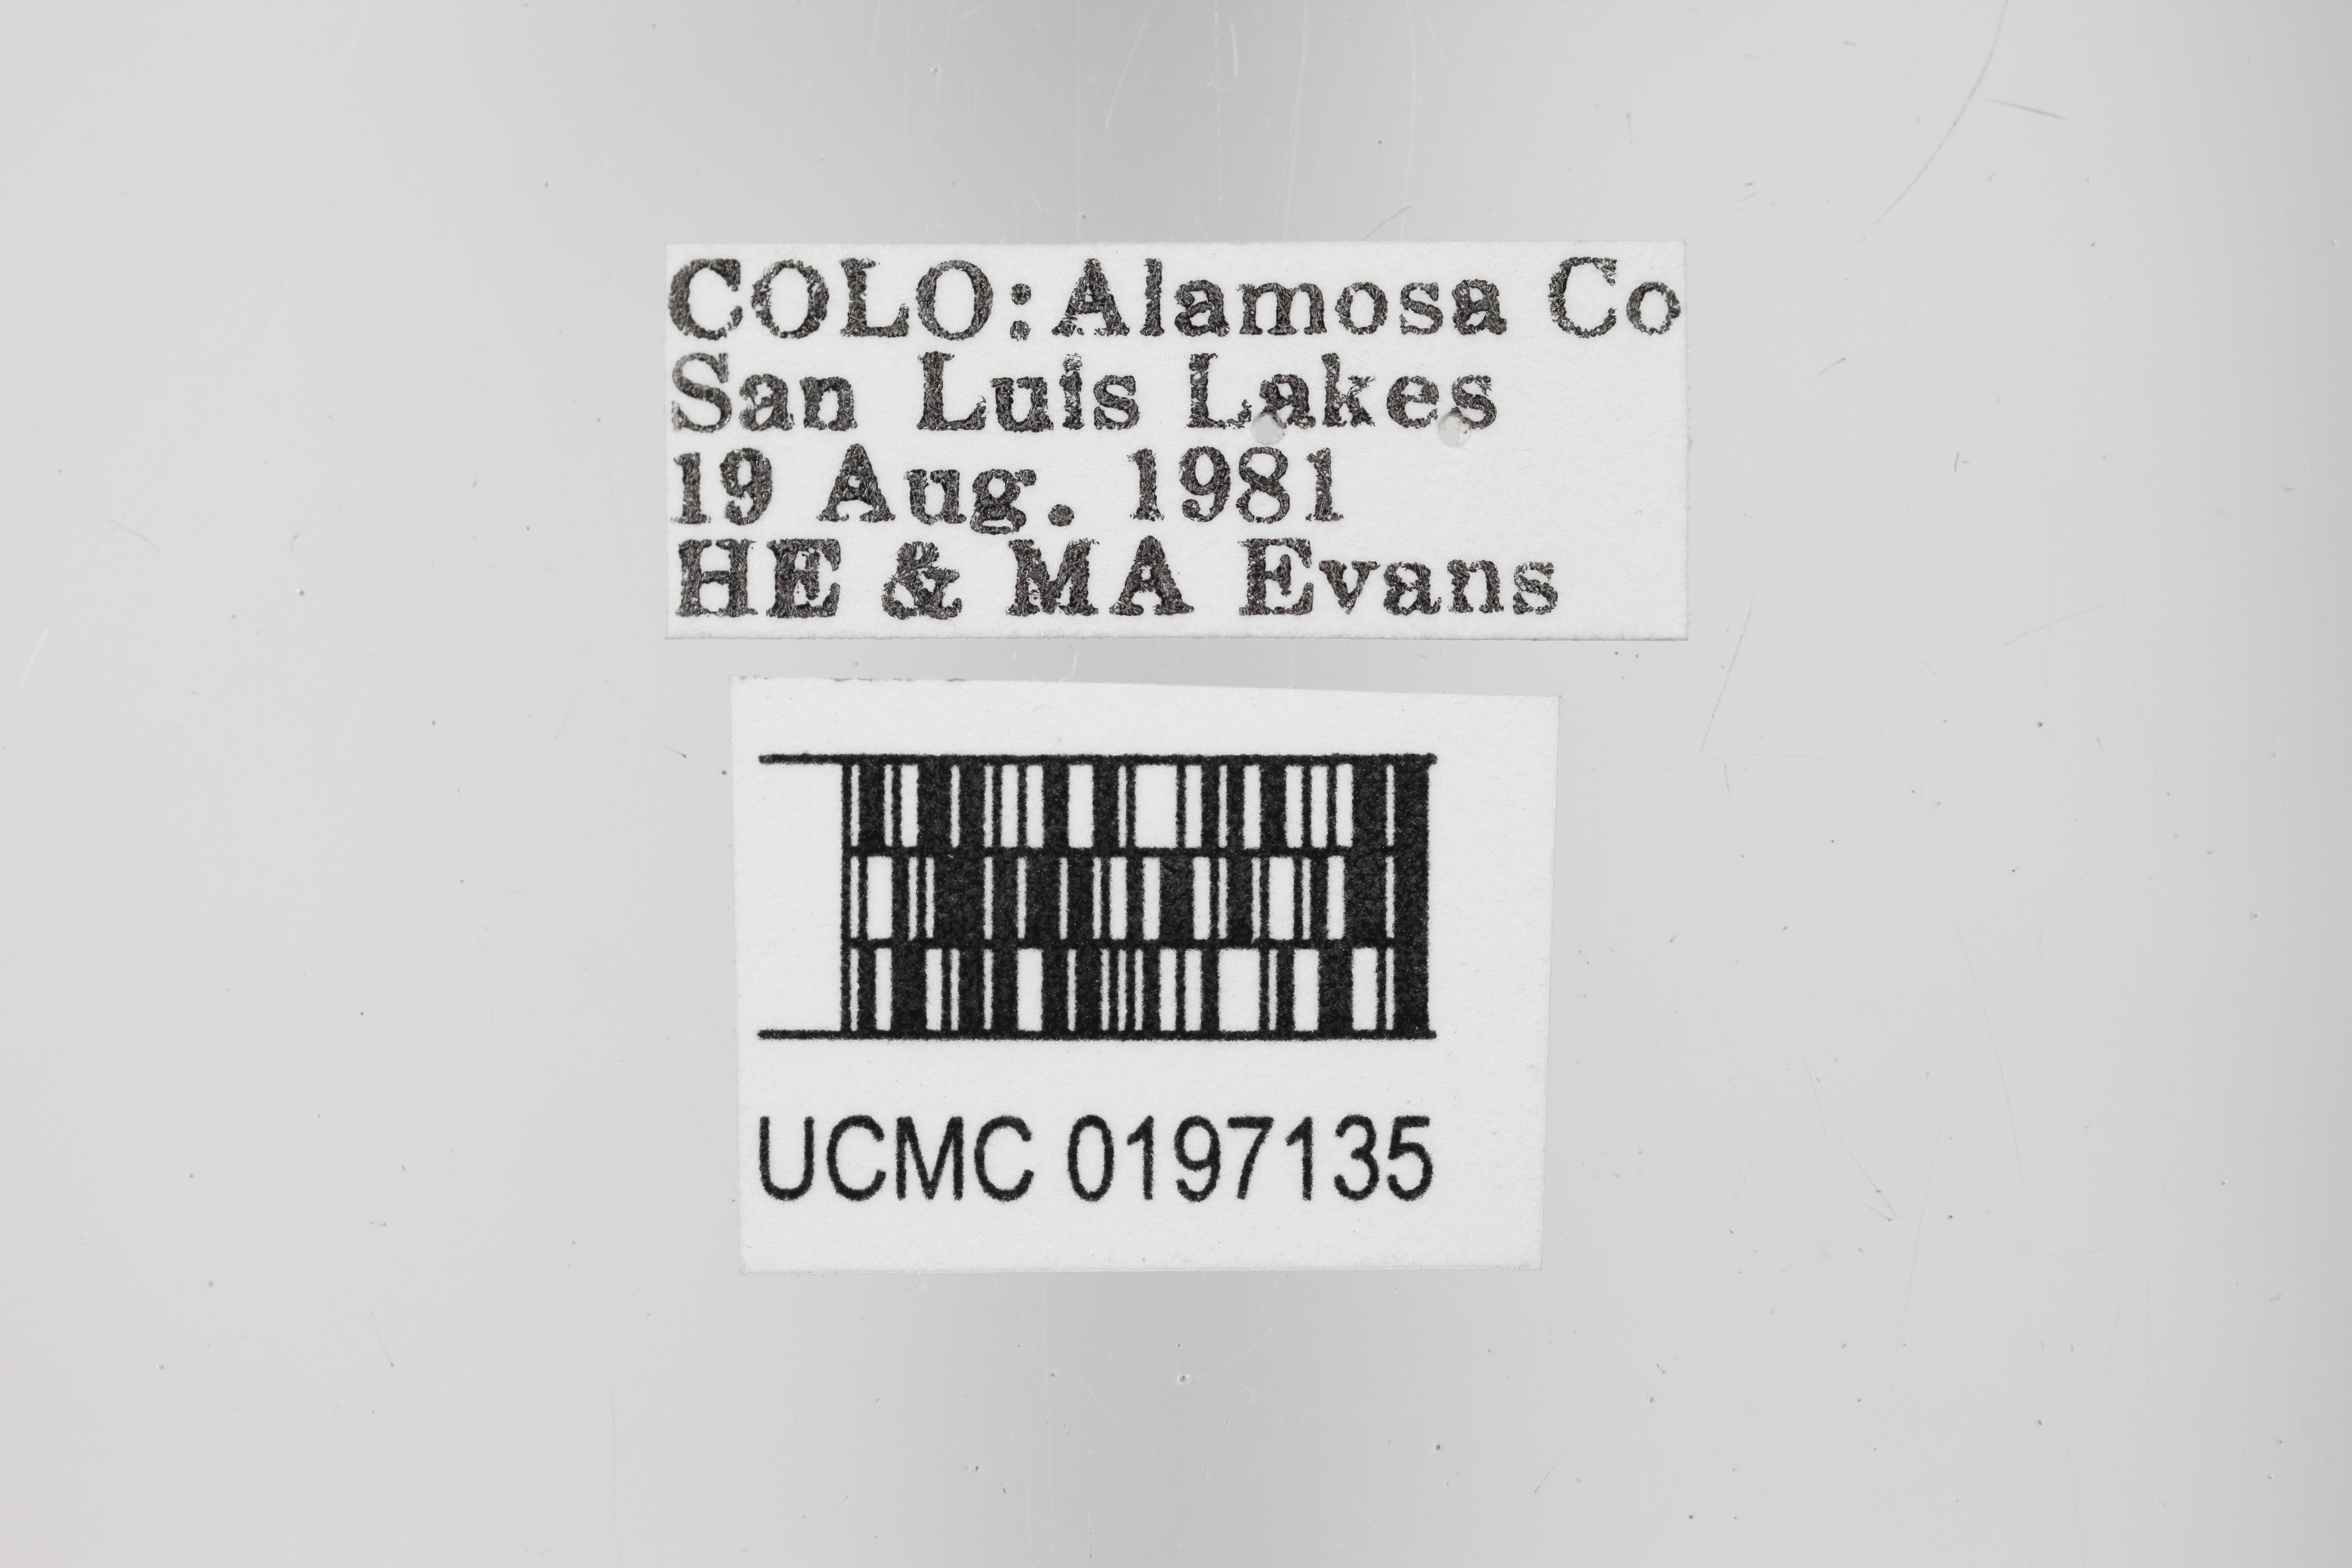 COLO:Alamosa Co
San Luis Lakes
19 Aug. 1981
HE & MA Evans
UCMC 0197135